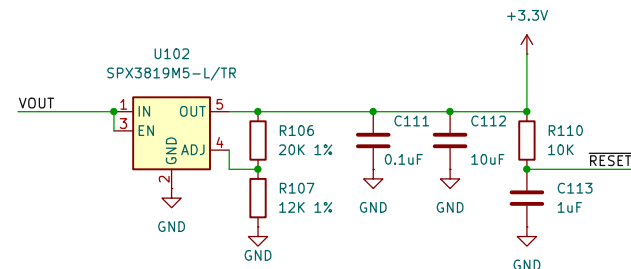 +3.3V
U102
SPX3819M5-L/TR
VOUT
1 IN OUT 5
3 EN
GND
ADJ 4
2
GND
R106
20K 1%
R107
12K 1%
GND
C111
0.1uF
GND
C112
10uF
GND
R110
10K
RESET
C113
1uF
GND